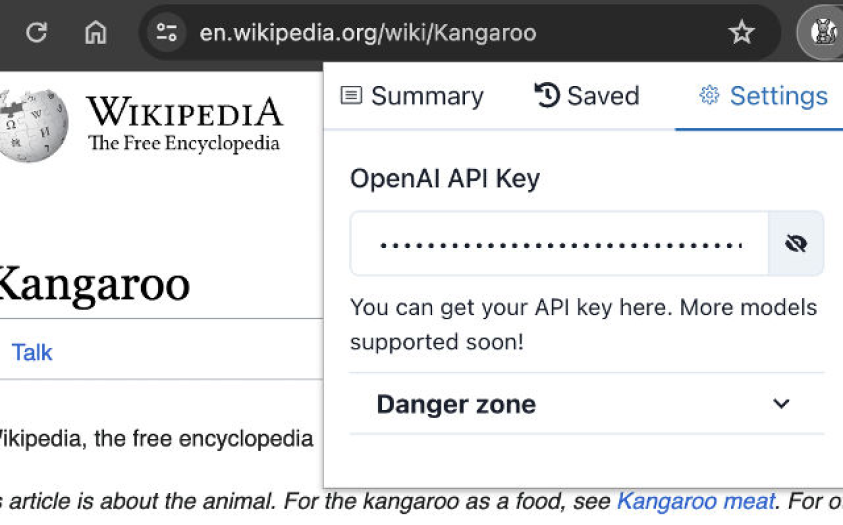 en.wikipedia.org/wiki/Kangaroo
Summary
Saved
Settings
WIKIPEDIA
The Free Encyclopedia
OpenAI API Key
You can get your API key here. More models
supported soon!
Danger zone
Kangaroo
Talk
ikipedia, the free encyclopedia
s article is about the animal. For the kangaroo as a food, see Kangaroo meat. For o